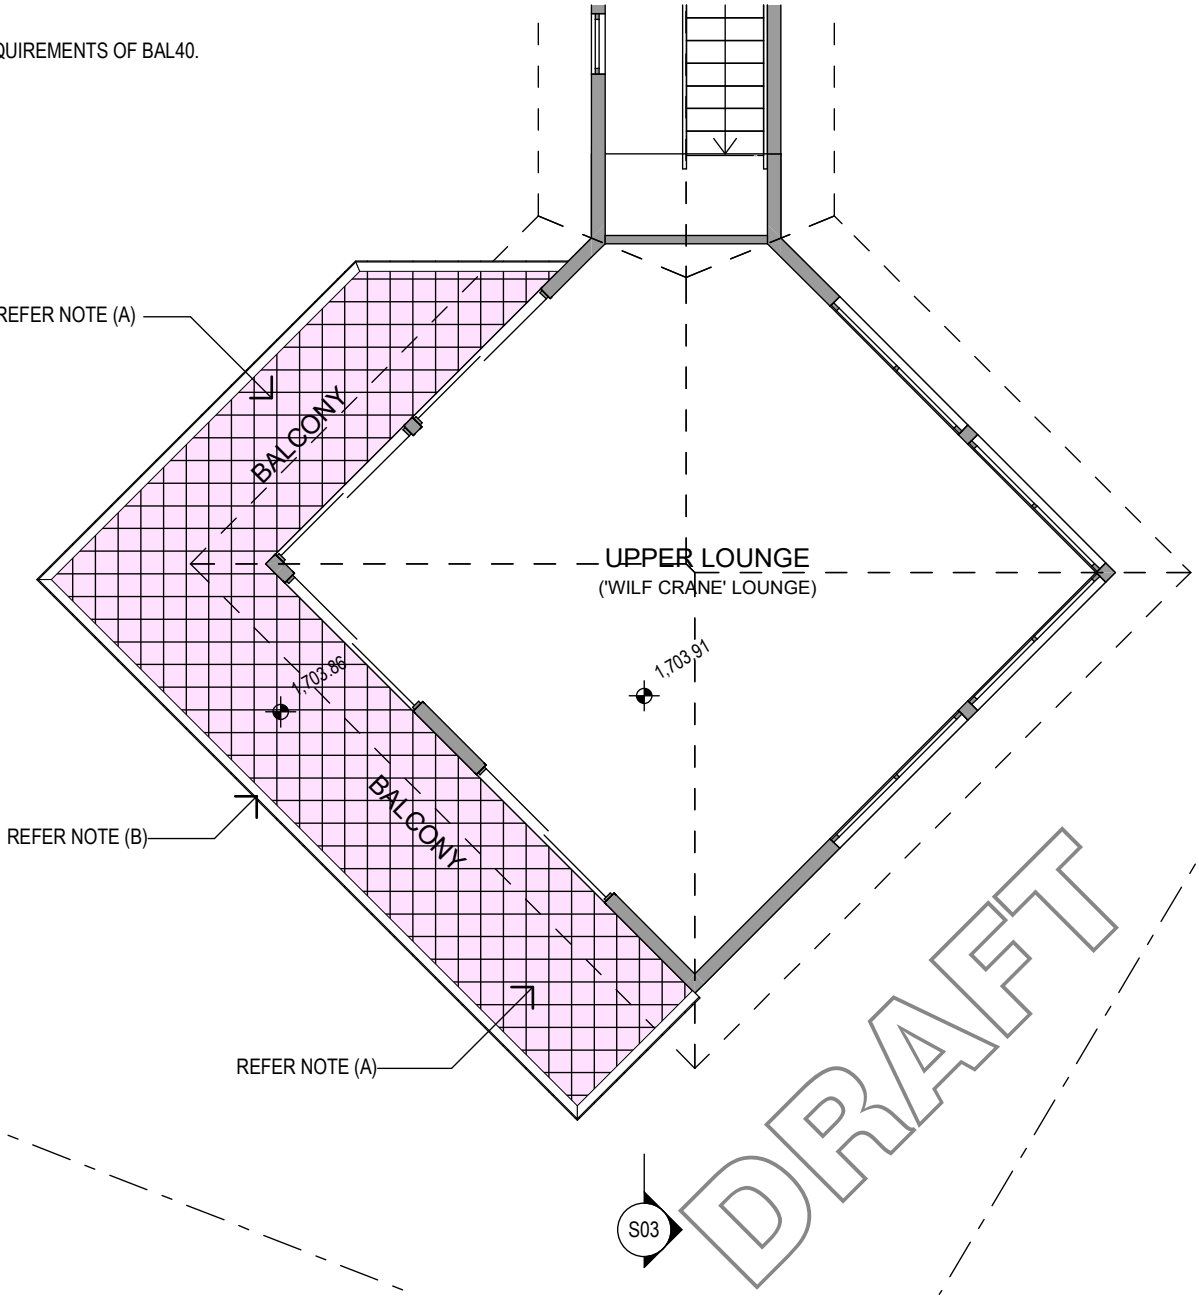 QUIREMENTS OF BAL40.
REFER NOTE (A)
BALCONY
UPPER LOUNGE
('WILF CRANE' LOUNGE)
1,703.86
1,703.91
BALCONY
REFER NOTE (B)
REFER NOTE (A)
DRAFT
S03